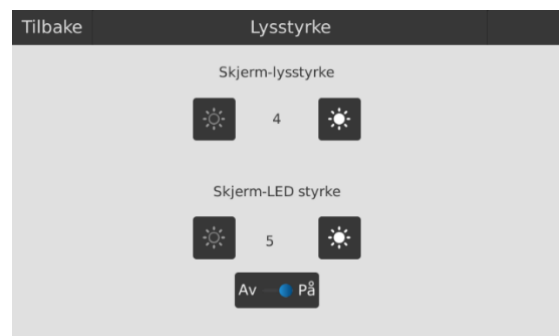 Tilbake Lysstyrke
Skjerm-lysstyrke
4
Skjerm-LED styrke
5
Av På